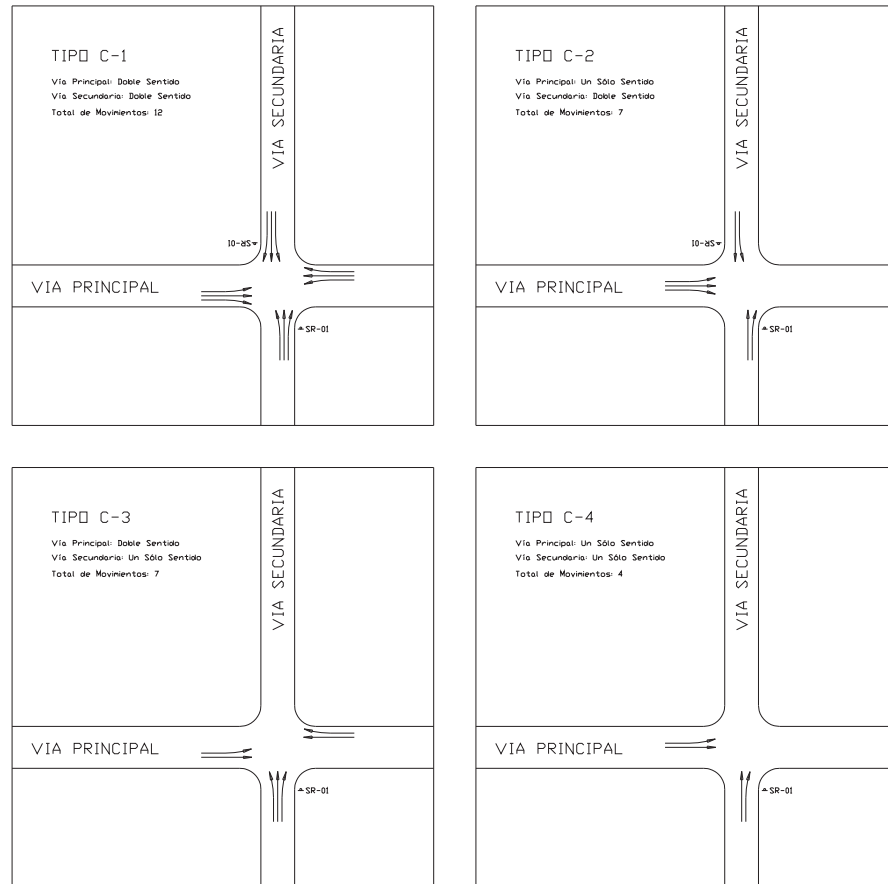 TIPO C-1
Vía Principal: Doble Sentido
Vía Secundaria: Doble Sentido
Total de Movimientos: 12
VIA SECUNDARIA
SR-01
VIA PRINCIPAL
SR-01
TIPO C-2
Vía Principal: Un Sólo Sentido
Vía Secundaria: Doble Sentido
Total de Movimientos: 7
VIA SECUNDARIA
SR-01
VIA PRINCIPAL
SR-01
TIPO C-3
Vía Principal: Doble Sentido
Vía Secundaria: Un Sólo Sentido
Total de Movimientos: 7
VIA SECUNDARIA
VIA PRINCIPAL
SR-01
TIPO C-4
Vía Principal: Un Sólo Sentido
Vía Secundaria: Un Sólo Sentido
Total de Movimientos: 4
VIA SECUNDARIA
VIA PRINCIPAL
SR-01